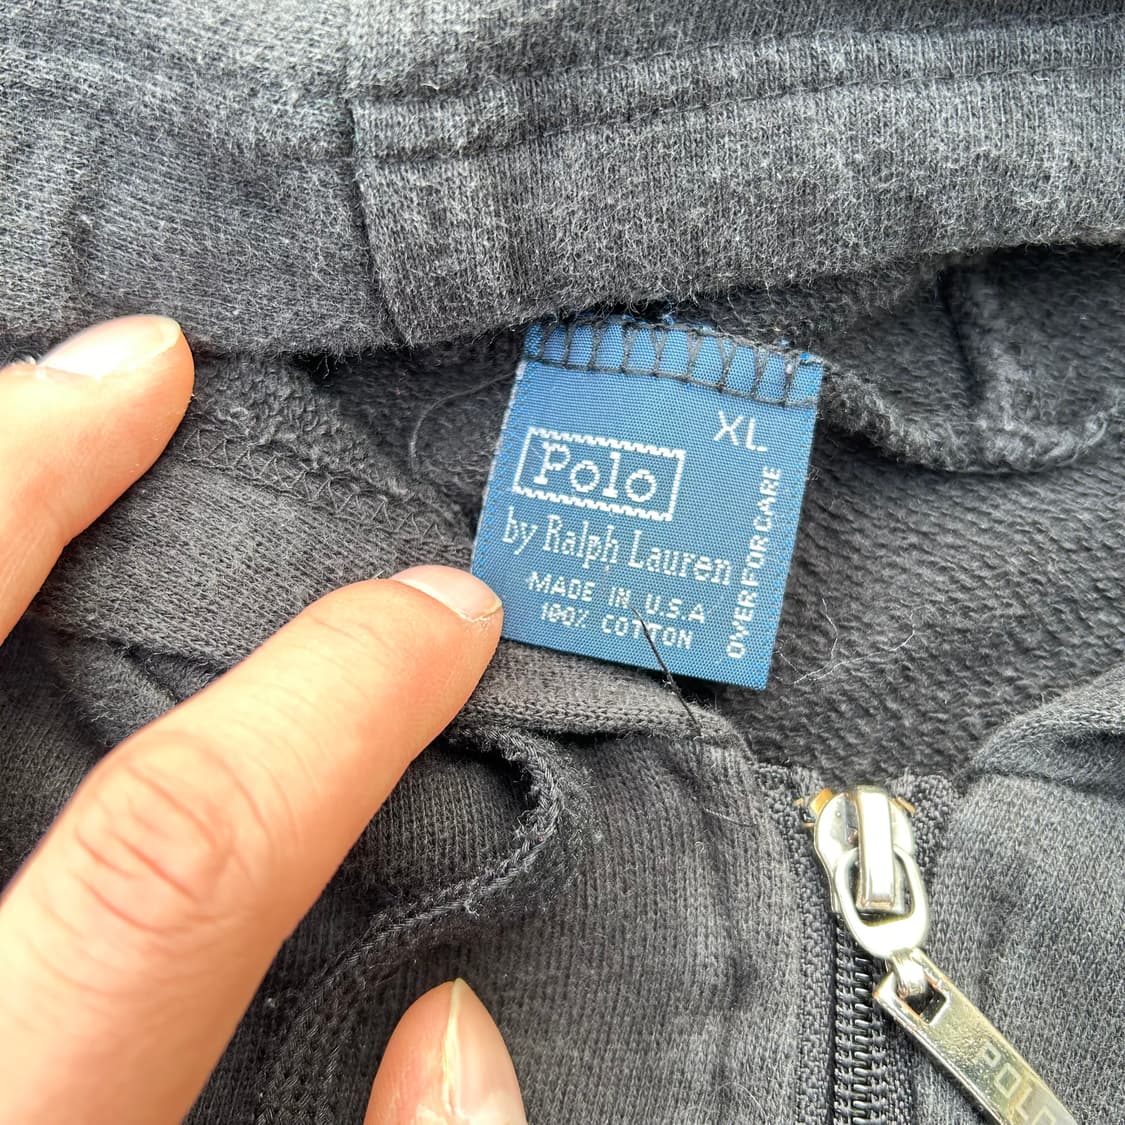 XL
Polo
by Ralph Lauren
MADE IN U.S.A
100% COTTON
OVER FOR CARE
POLO